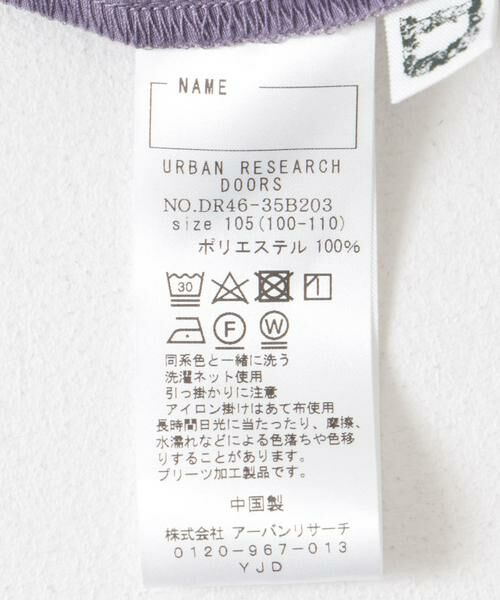 NAME
URBAN RESEARCH
DOORS
NO.DR46-35B203
size 105(100-110)
ポリエステル 100%
30
F W
同系色と一緒に洗う
洗濯ネット使用
引っ掛かりに注意
アイロン掛けはあて布使用
長時間日光に当たったり、摩擦、
水濡れなどによる色落ちや色移
りすることがあります。
プリーツ加工製品です。
中国製
株式会社 アーバンリサーチ
0120-967-013
YJD